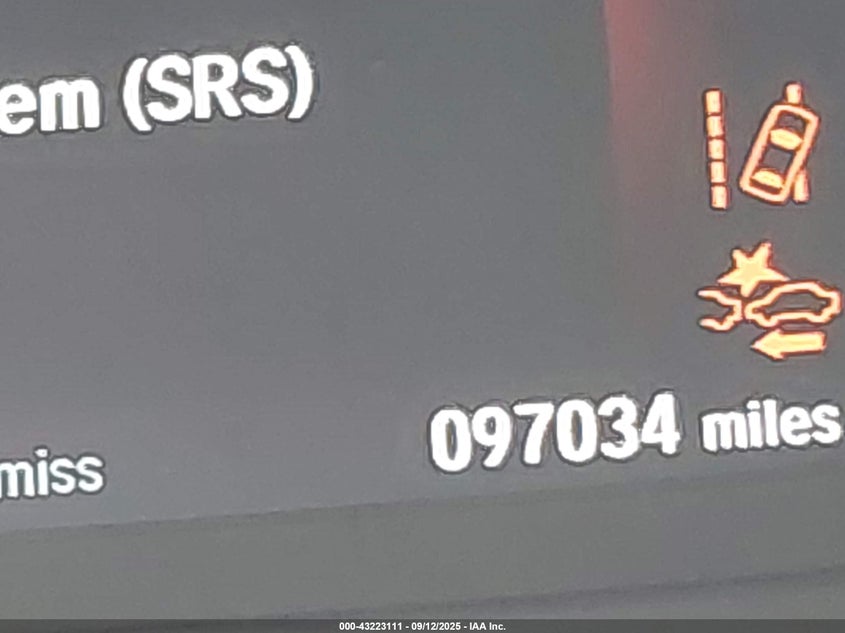 em (SRS)
miss
097034 miles
000-43223111 - 09/12/2025 - IAA Inc.